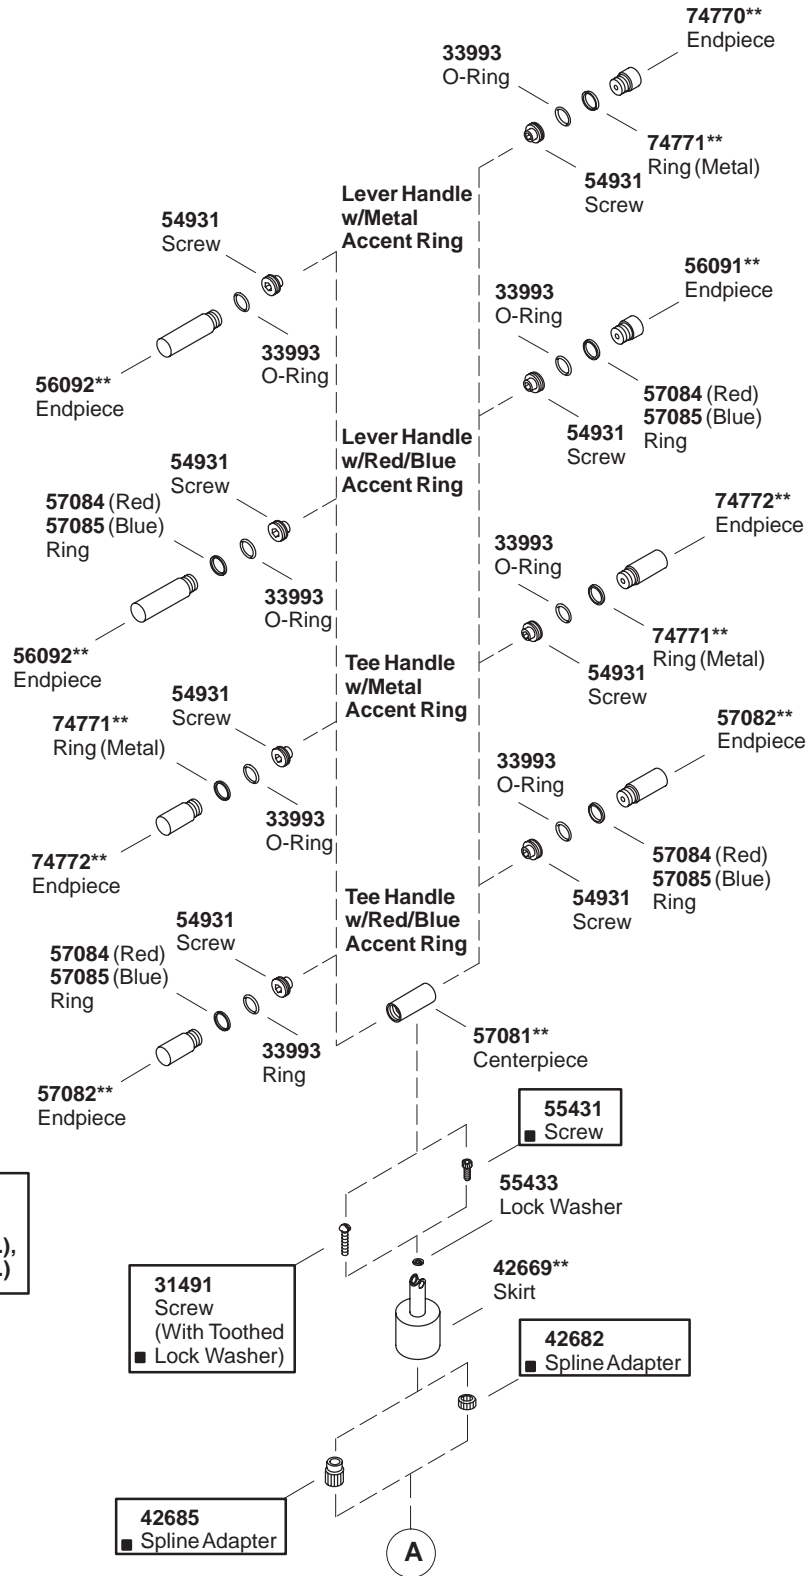 74770**
Endpiece
33993
O-Ring
74771**
Ring (Metal)
54931
Screw
Lever Handle
w/Metal
Accent Ring
54931
Screw
33993
O-Ring
56092**
Endpiece
56091**
Endpiece
33993
O-Ring
57084 (Red)
57085 (Blue)
Ring
54931
Screw
Lever Handle
w/Red/Blue
Accent Ring
54931
Screw
57084 (Red)
57085 (Blue)
Ring
33993
O-Ring
56092**
Endpiece
74772**
Endpiece
33993
O-Ring
74771**
Ring (Metal)
54931
Screw
Tee Handle
w/Metal
Accent Ring
54931
Screw
74771**
Ring (Metal)
33993
O-Ring
74772**
Endpiece
57082**
Endpiece
33993
O-Ring
57084 (Red)
57085 (Blue)
Ring
54931
Screw
Tee Handle
w/Red/Blue
Accent Ring
54931
Screw
57084 (Red)
57085 (Blue)
Ring
33993
Ring
57082**
Endpiece
57081**
Centerpiece
55431
■ Screw
55433
Lock Washer
.),
.)
31491
Screw
(With Toothed
■ Lock Washer)
42669**
Skirt
42682
■ Spline Adapter
42685
■ Spline Adapter
A